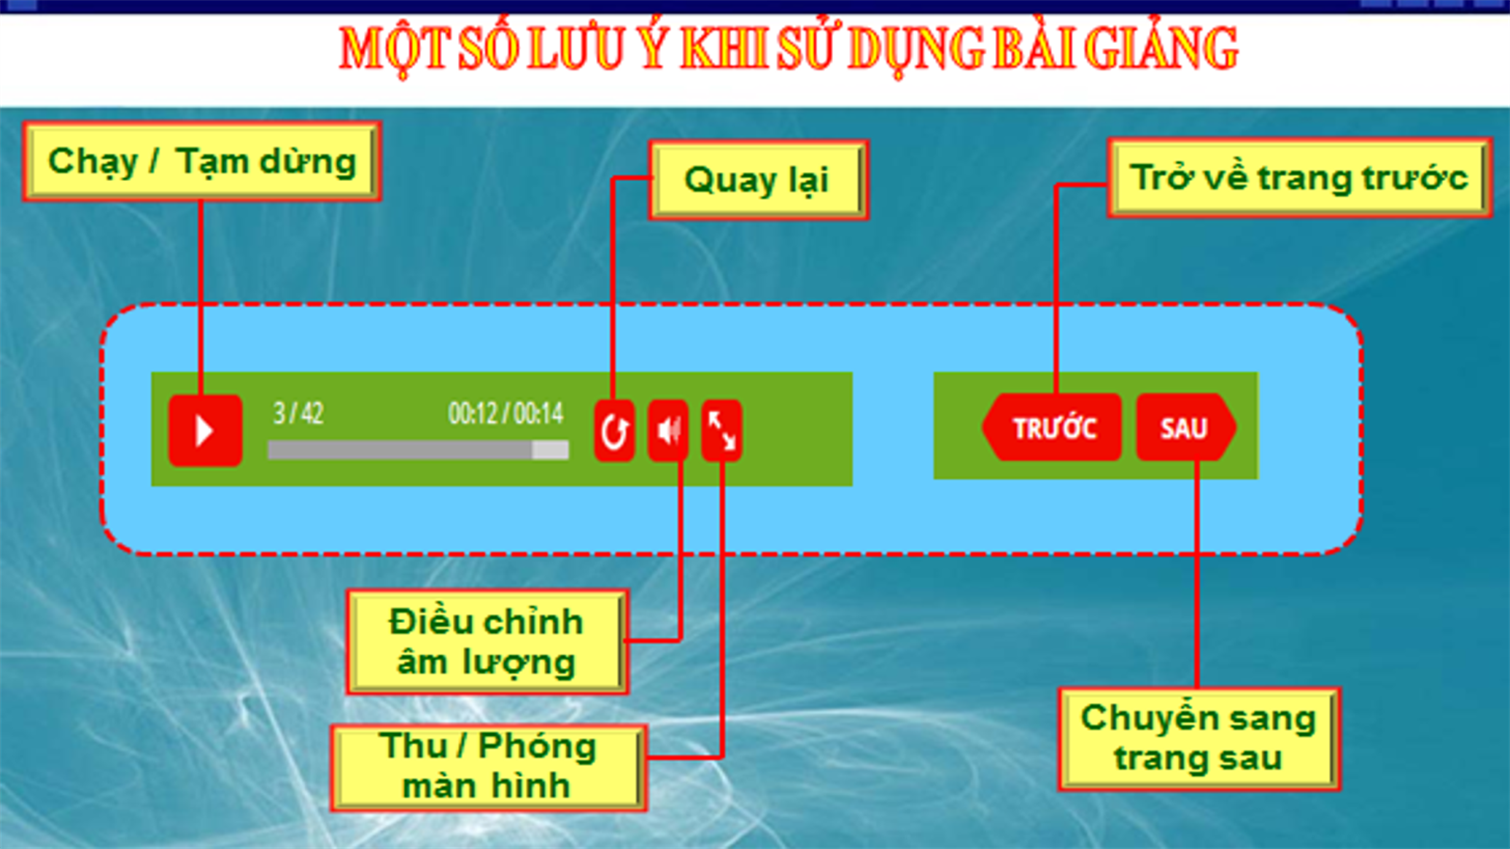 MỘT SỐ LƯU Ý KHI SỬ DỤNG BÀI GIẢNG
Chạy / Tạm dừng
Quay lại
Trở về trang trước
3 / 42
00:12 / 00:14
TRƯỚC
SAU
Điều chỉnh
âm lượng
Thu / Phóng
màn hình
Chuyển sang
trang sau